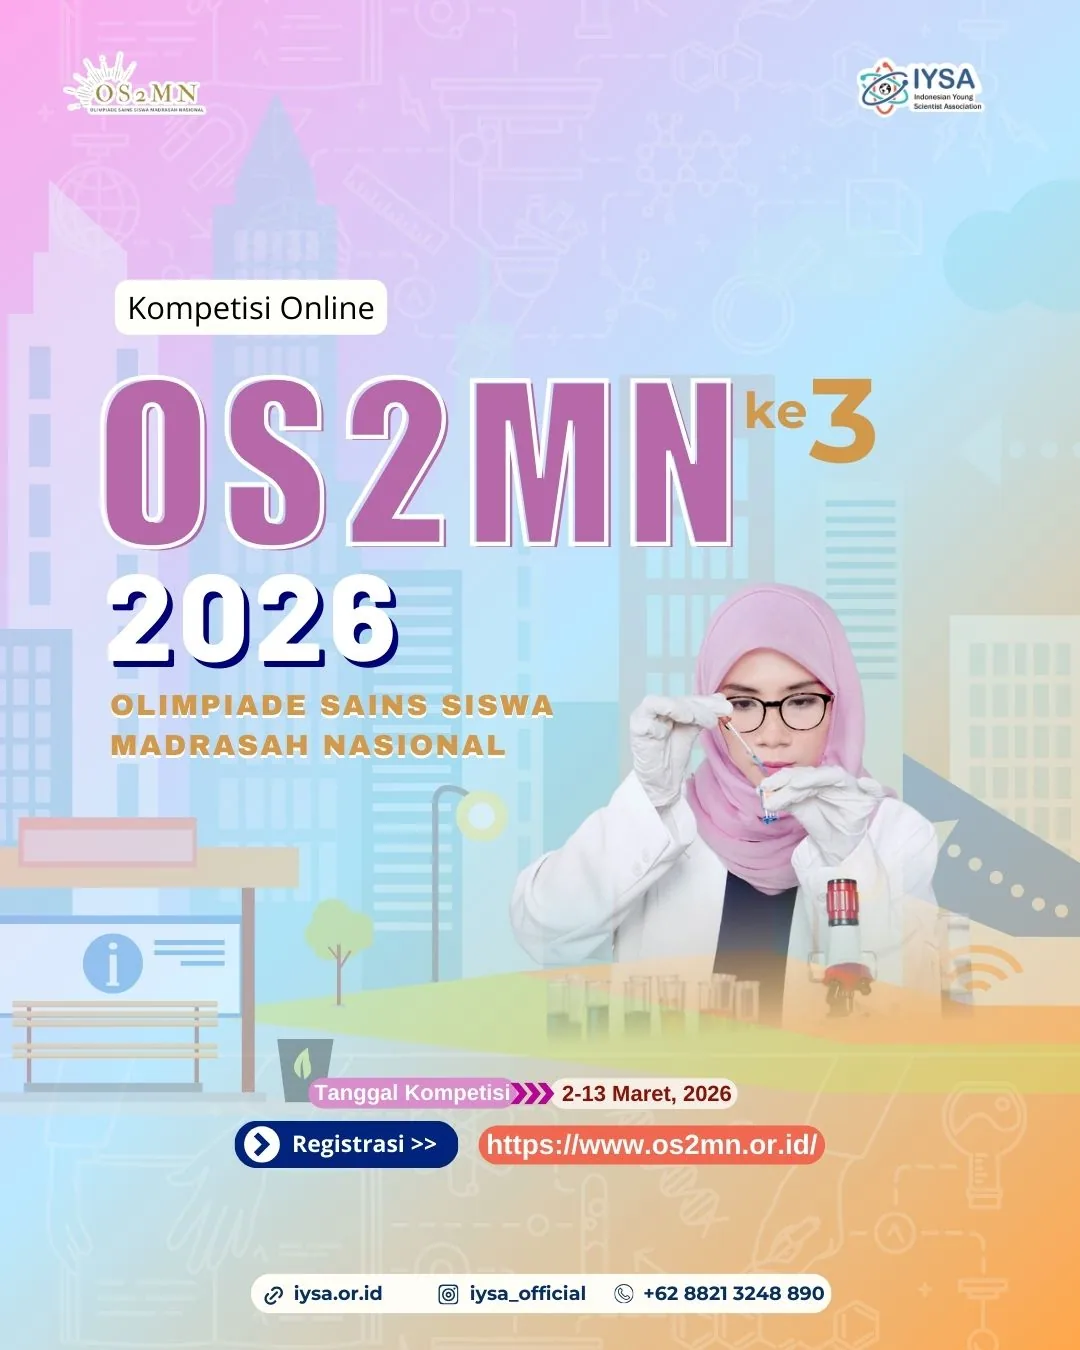 OS2MN
OLIMPIADE SAINS SISWA MADRASAH NASIONAL
IYSA
Indonesian Young
Scientist Association
Kompetisi Online
OS2MN ke3
2026
OLIMPIADE SAINS SISWA
MADRASAH NASIONAL
i
Tanggal Kompetisi 2-13 Maret, 2026
Registrasi >> https://www.os2mn.or.id/
iysa.or.id iysa_official +62 8821 3248 890